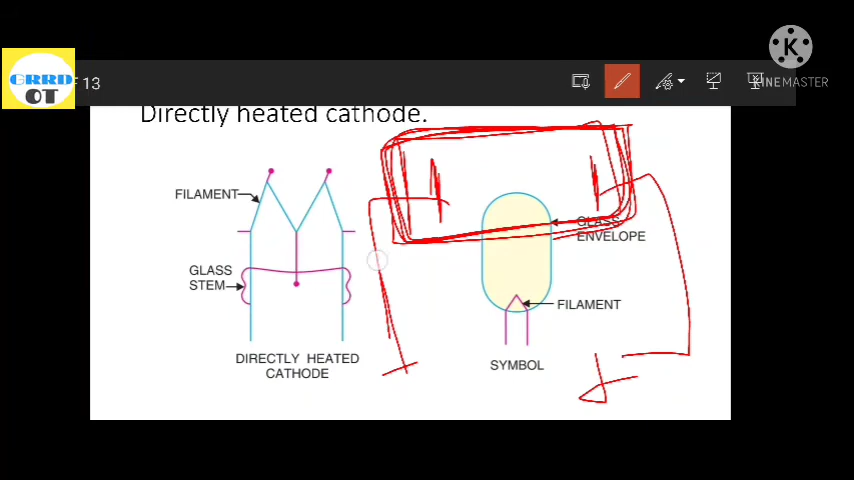 GRRD
OT
F 13
K
KINEMASTER
Directly heated cathode.
FILAMENT
GLASS
STEM
DIRECTLY HEATED
CATHODE
GLASS
ENVELOPE
FILAMENT
SYMBOL